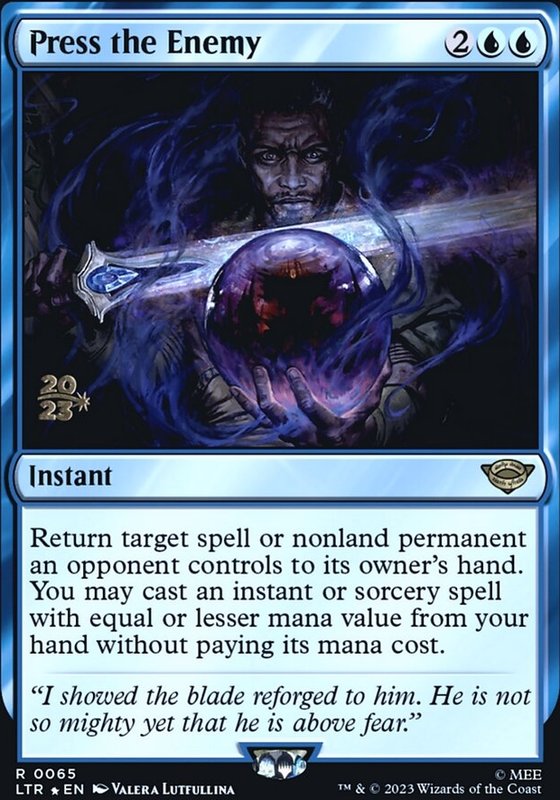 Press the Enemy
2
20
23
Instant
Return target spell or nonland permanent
an opponent controls to its owner's hand.
You may cast an instant or sorcery spell
with equal or lesser mana value from your
hand without paying its mana cost.
“I showed the blade reforged to him. He is not
so mighty yet that he is above fear.”
R 0065
© MEE
LTR ★ EN Valera Lutfullina
™ & © 2023 Wizards of the Coast